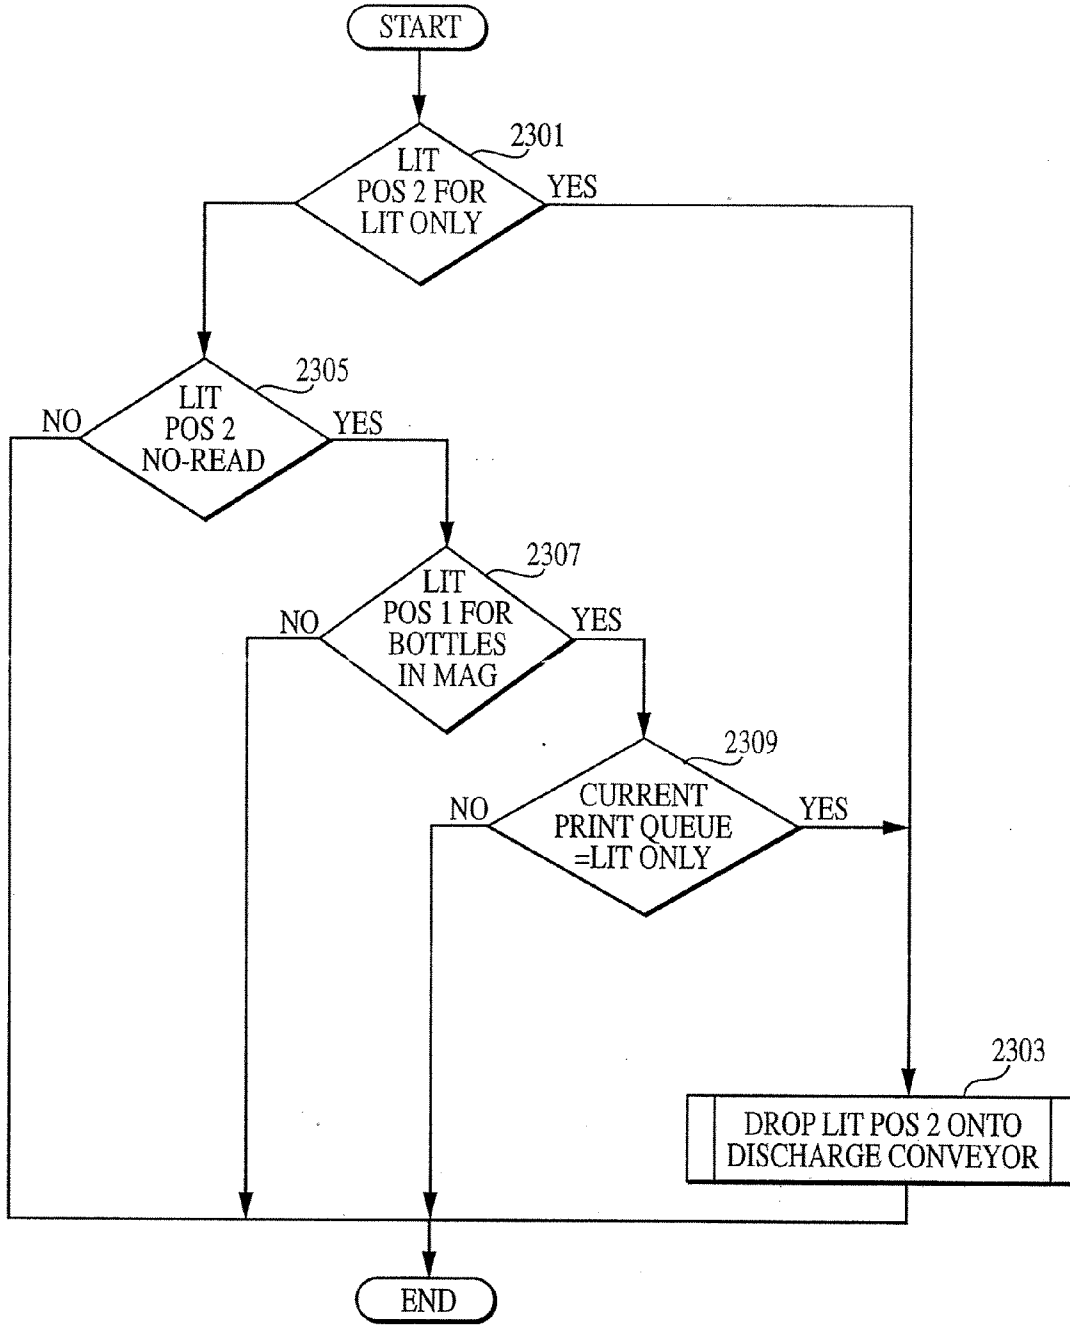 START
2301
LIT
POS 2 FOR
LIT ONLY
YES
2305
LIT
POS 2
NO-READ
NO
YES
2307
LIT
POS 1 FOR
BOTTLES
IN MAG
NO
YES
2309
CURRENT
PRINT QUEUE
=LIT ONLY
NO
YES
2303
DROP LIT POS 2 ONTO
DISCHARGE CONVEYOR
END